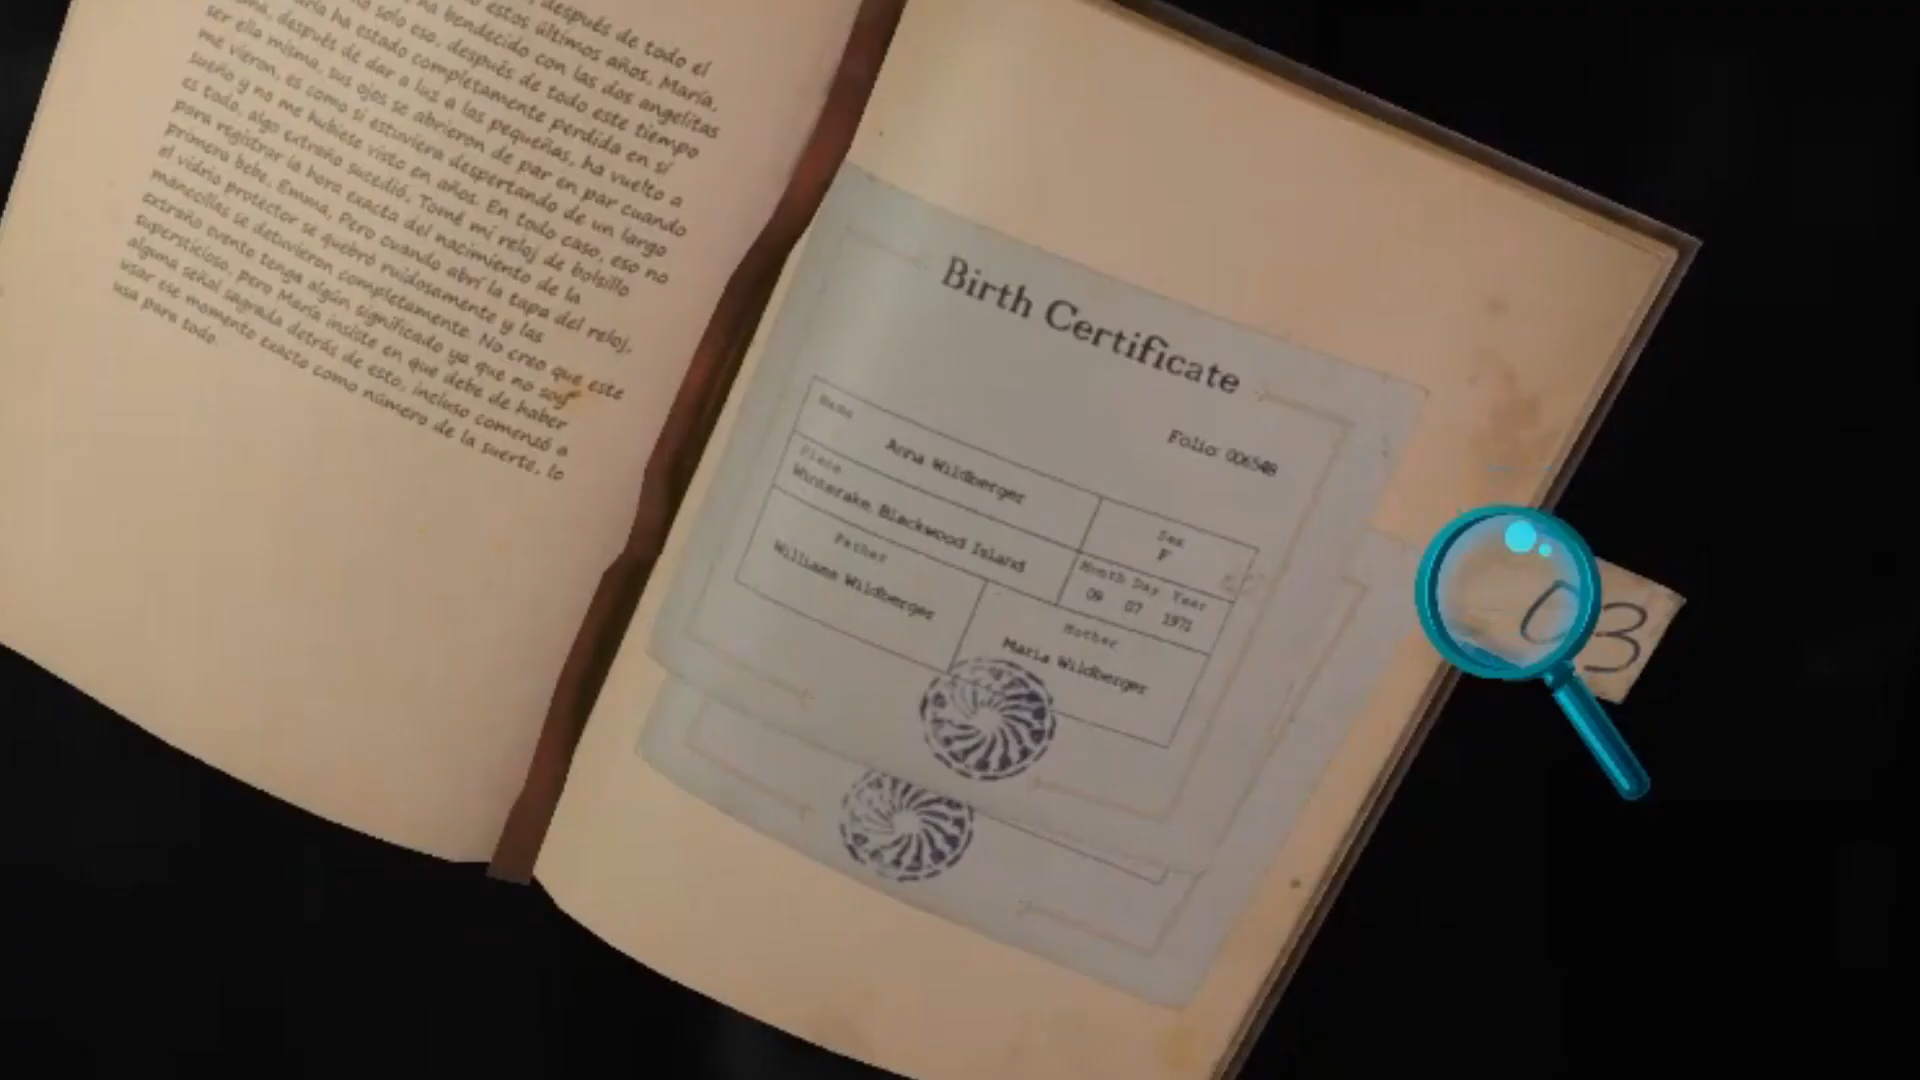 después de todo el
estos últimos años. María,
ha bendecido con las dos angelitas
no solo eso, después de todo este tiempo
María ha estado completamente perdida en sí
después de dar a luz a las pequeñas, ha vuelto a
ser ella misma, sus ojos se abrieron de par en par cuando
me vieron, es como si estuviera despertando de un largo
sueño y no me hubiese visto en años. En todo caso, eso no
es todo, algo extraño sucedió. Tomé mi reloj de bolsillo
para registrar la hora exacta del nacimiento de la
primera bebe, Emma, Pero cuando abrí la tapa del reloj,
el vidrio protector se quebró ruidosamente y las
manecillas se detuvieron completamente. No creo que este
extraño evento tenga algún significado ya que no soy
supersticioso, pero María insiste en que debe de haber
alguna señal sagrada detrás de esto, incluso comenzó a
usar ese momento exacto como número de la suerte, lo
usa para todo.
Birth Certificate
Folio 006548
Name
Anna Wildberger
Sex
F
Place
Blackwood Island
Month Day Year
09 07 1971
Father
Williams Wildberger
Mother
Maria Wildberger
03